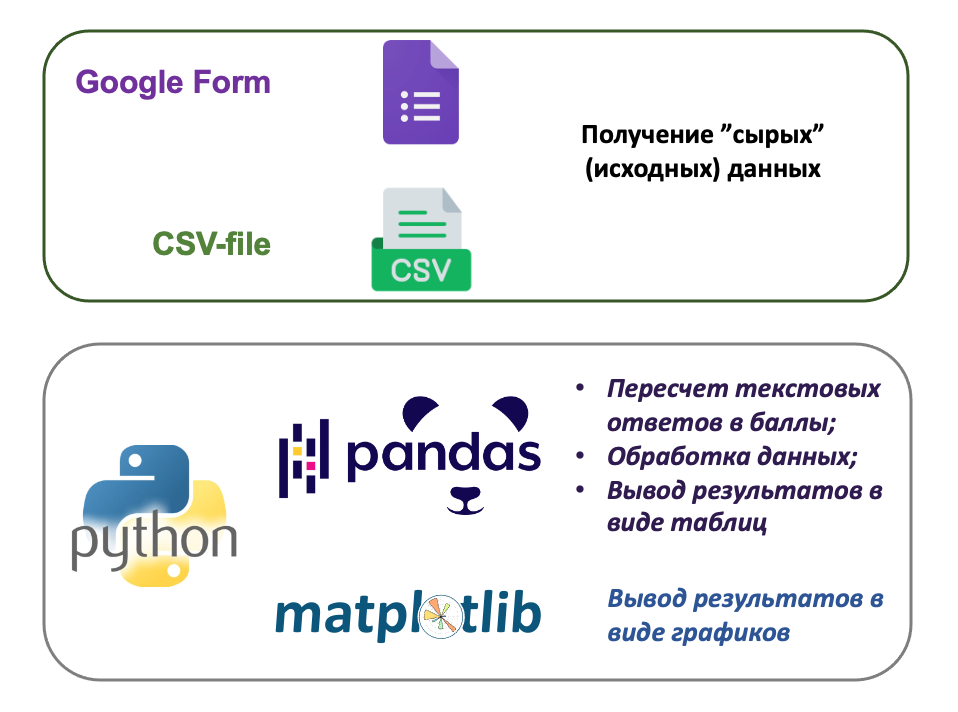 Google Form
Получение ”сырых”
(исходных) данных
CSV-file
CSV
• Пересчет текстовых
ответов в баллы;
• Обработка данных;
• Вывод результатов в
виде таблиц
pandas
python
matplotlib
Вывод результатов в
виде графиков